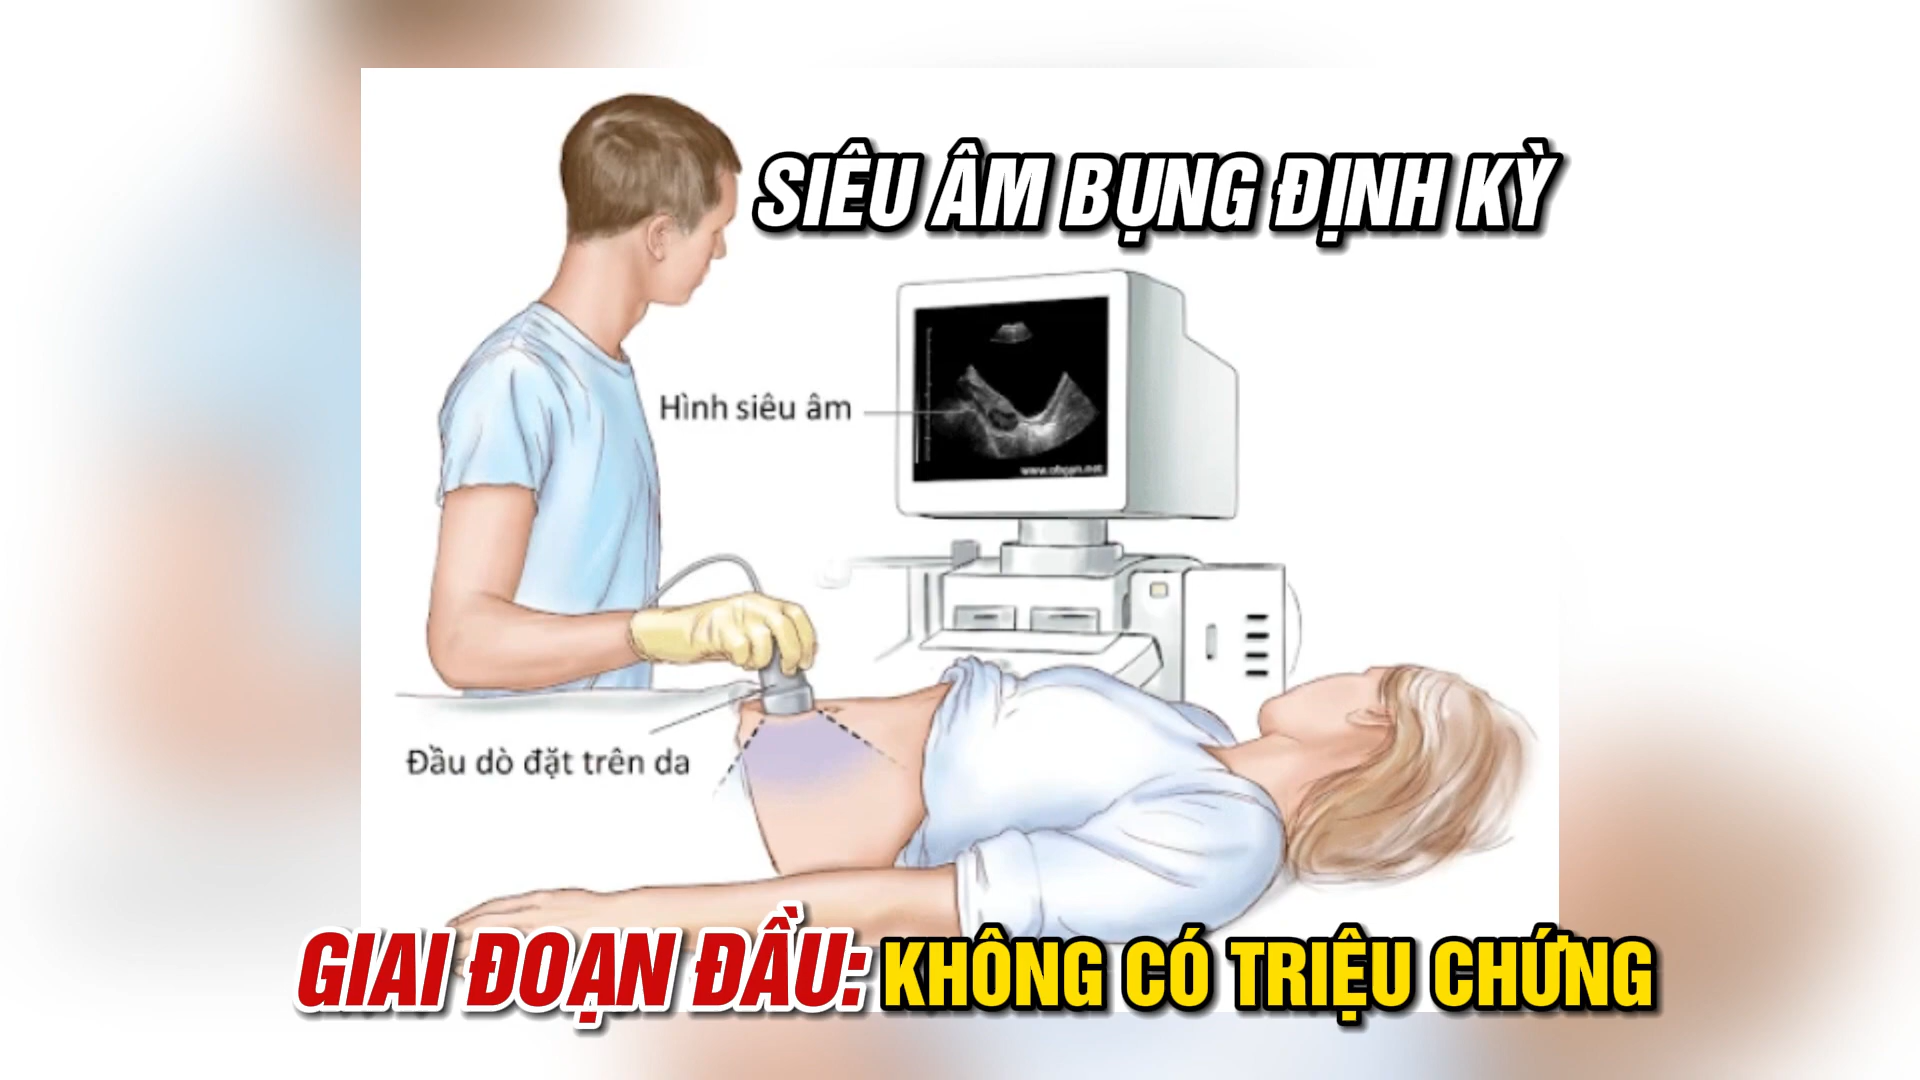 SIÊU ÂM BỤNG ĐỊNH KỲ
Hình siêu âm
Đầu dò đặt trên da
GIAI ĐOẠN ĐẦU: KHÔNG CÓ TRIỆU CHỨNG